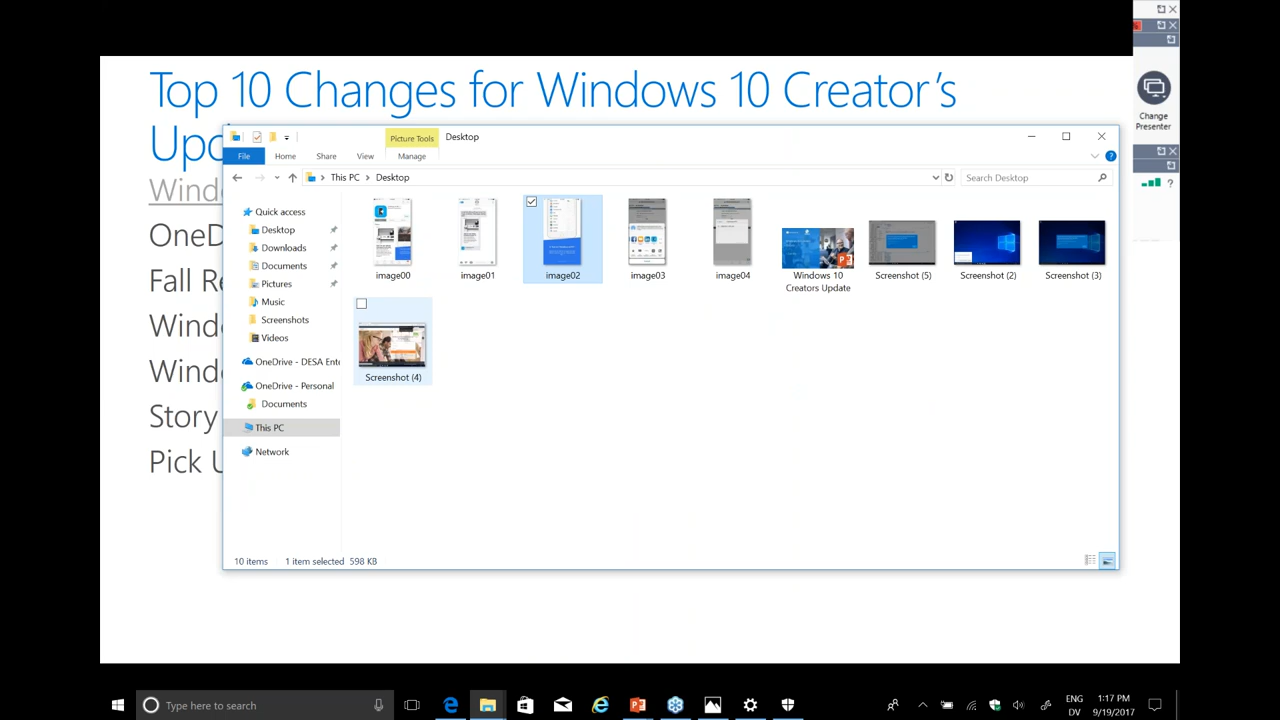 Top 10 Changes for Windows 10 Creator's
Upd
Windo
OneD
Fall Re
Windo
Windo
Story
Pick U
Picture Tools
Desktop
File
Home
Share
View
Manage
This PC
Desktop
Search Desktop
Quick access
Desktop
Downloads
Documents
Pictures
Music
Screenshots
Videos
OneDrive - DESA Ente
OneDrive - Personal
Documents
This PC
Network
image00
image01
image02
image03
image04
Windows 10
Creators Update
Screenshot (5)
Screenshot (2)
Screenshot (3)
Screenshot (4)
10 items
1 item selected 598 KB
Change
Presenter
?
Type here to search
ENG
DV
1:17 PM
9/19/2017